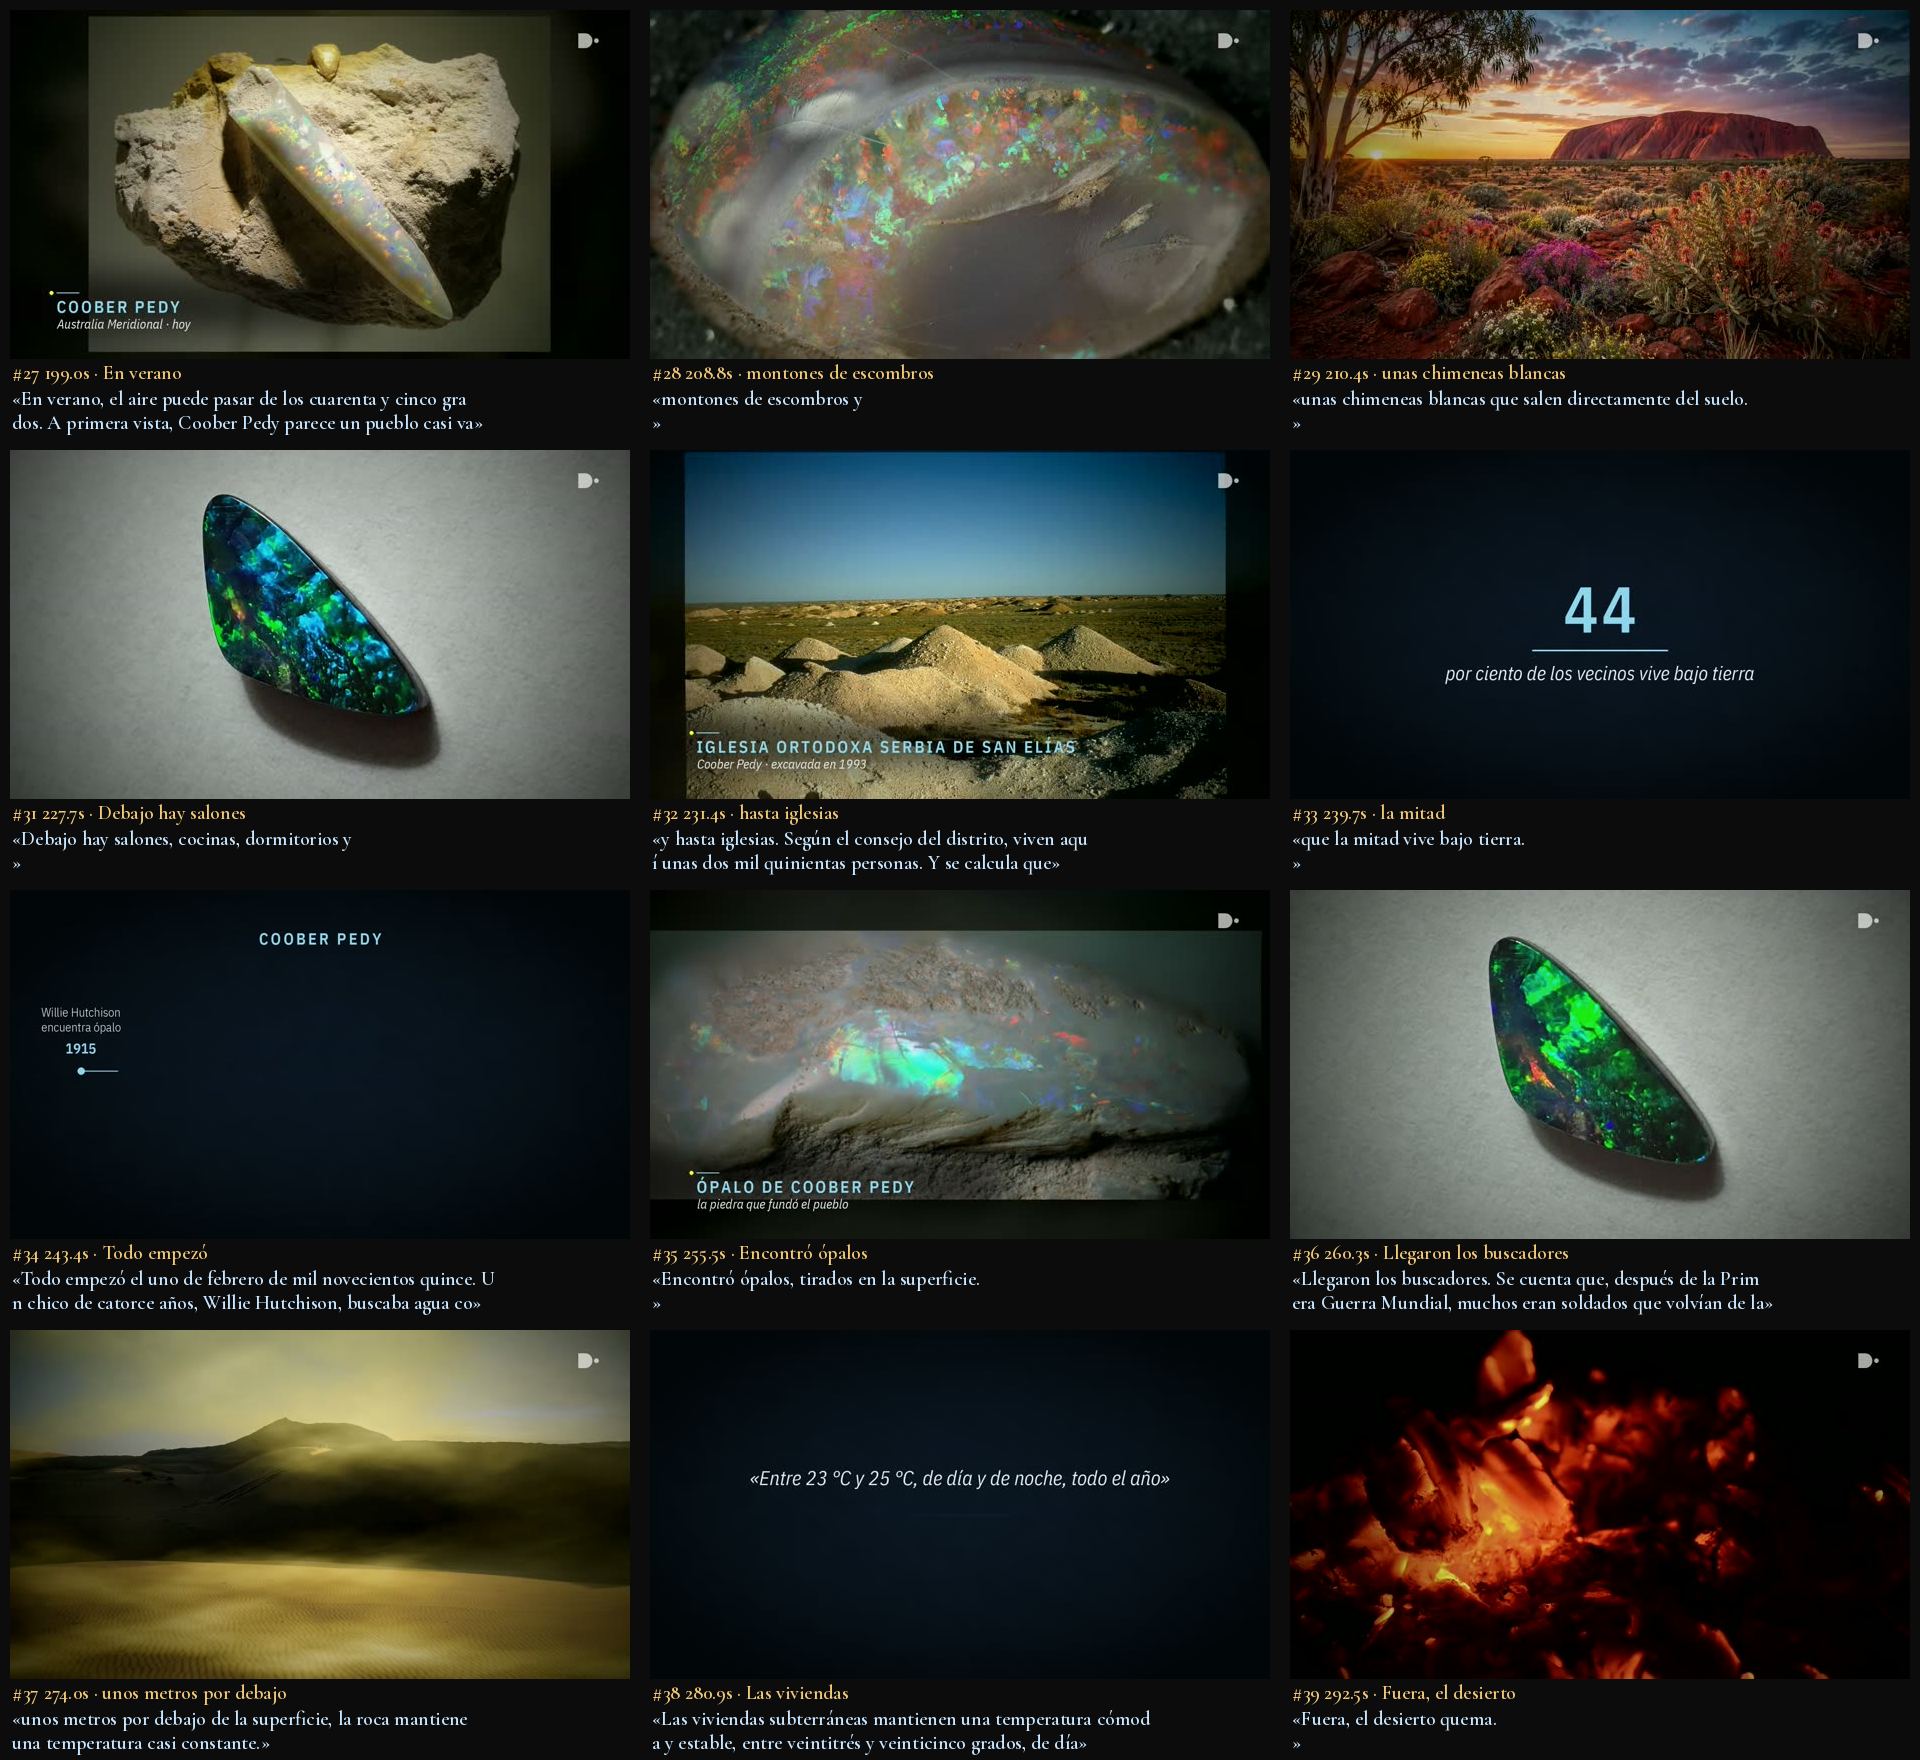 COOBER PEDY
Australia Meridional · hoy
#27 199.0s · En verano
«En verano, el aire puede pasar de los cuarenta y cinco gra
dos. A primera vista, Coober Pedy parece un pueblo casi va»
#28 208.8s · montones de escombros
«montones de escombros y
»
#29 210.4s · unas chimeneas blancas
«unas chimeneas blancas que salen directamente del suelo.
»
#31 227.7s · Debajo hay salones
«Debajo hay salones, cocinas, dormitorios y
»
IGLESIA ORTODOXA SERBIA DE SAN ELÍAS
Coober Pedy · excavada en 1993
#32 231.4s · hasta iglesias
«y hasta iglesias. Según el consejo del distrito, viven aqu
í unas dos mil quinientas personas. Y se calcula que»
44
por ciento de los vecinos vive bajo tierra
#33 239.7s · la mitad
«que la mitad vive bajo tierra.
»
COOBER PEDY
Willie Hutchison
encuentra ópalo
1915
#34 243.4s · Todo empezó
«Todo empezó el uno de febrero de mil novecientos quince. U
n chico de catorce años, Willie Hutchison, buscaba agua co»
ÓPALO DE COOBER PEDY
la piedra que fundó el pueblo
#35 255.5s · Encontró ópalos
«Encontró ópalos, tirados en la superficie.
»
#36 260.3s · Llegaron los buscadores
«Llegaron los buscadores. Se cuenta que, después de la Prim
era Guerra Mundial, muchos eran soldados que volvían de la»
#37 274.0s · unos metros por debajo
«unos metros por debajo de la superficie, la roca mantiene
una temperatura casi constante.»
«Entre 23 °C y 25 °C, de día y de noche, todo el año»
#38 280.9s · Las viviendas
«Las viviendas subterráneas mantienen una temperatura cómod
a y estable, entre veintitrés y veinticinco grados, de día»
#39 292.5s · Fuera, el desierto
«Fuera, el desierto quema.
»